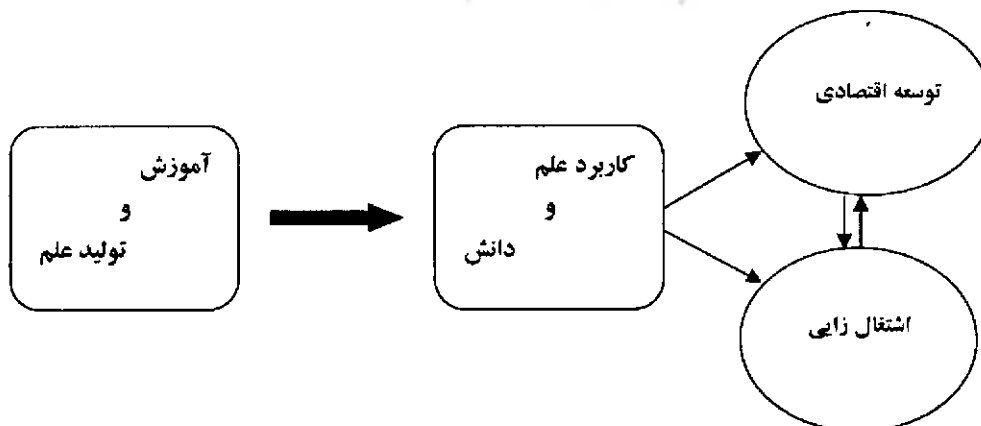 آموزش
و
تولید علم
کاربرد علم
و
دانش
توسعه اقتصادی
اشتغال زایی